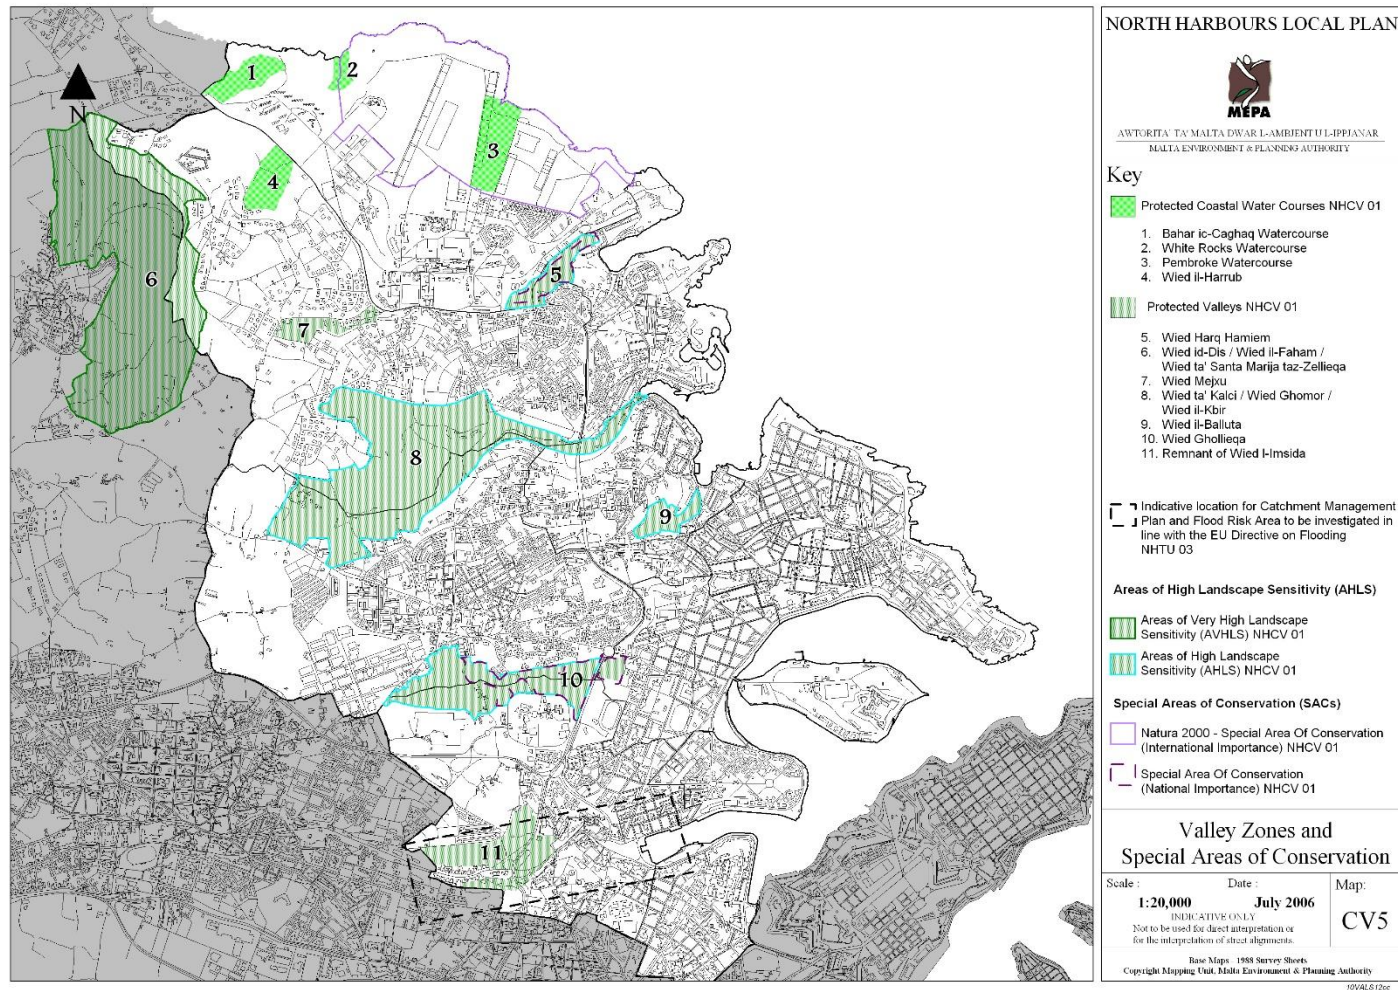 NORTH HARBOURS LOCAL PLAN
MEPA
AWTORITA' TA' MALTA DWAR L-AMBJENT U L-IPPJANAR
MALTA ENVIRONMENT & PLANNING AUTHORITY
Key
Protected Coastal Water Courses NHCV 01
1. Bahar ic-Caghaq Watercourse
2. White Rocks Watercourse
3. Pembroke Watercourse
4. Wied il-Harrub
Protected Valleys NHCV 01
5. Wied Harq Hamiem
6. Wied id-Dis / Wied il-Faham /
Wied ta' Santa Marija taz-Zellieqa
7. Wied Mejxu
8. Wied ta' Kalci / Wied Ghomor /
Wied il-Kbir
9. Wied il-Balluta
10. Wied Ghollieqa
11. Remnant of Wied l-Imsida
Indicative location for Catchment Management
Plan and Flood Risk Area to be investigated in
line with the EU Directive on Flooding
NHTU 03
Areas of High Landscape Sensitivity (AHLS)
Areas of Very High Landscape
Sensitivity (AVHLS) NHCV 01
Areas of High Landscape
Sensitivity (AHLS) NHCV 01
Special Areas of Conservation (SACs)
Natura 2000 - Special Area Of Conservation
(International Importance) NHCV 01
Special Area Of Conservation
(National Importance) NHCV 01
Valley Zones and
Special Areas of Conservation
Scale : Date : Map:
1:20,000 July 2006 CV5
INDICATIVE ONLY
Not to be used for direct interpretation or
for the interpretation of street alignments.
Base Maps - 1988 Survey Sheets
Copyright Mapping Unit, Malta Environment & Planning Authority
10VALS12cc
N
1
2
3
4
5
6
7
8
9
10
11